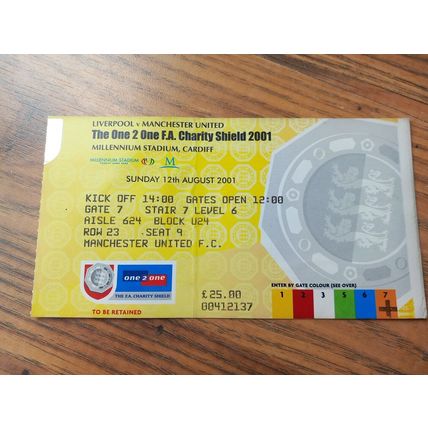 LIVERPOOL v MANCHESTER UNITED
The One 2 One F.A. Charity Shield 2001
MILLENNIUM STADIUM, CARDIFF
MILLENNIUM STADIUM
SUNDAY 12th AUGUST 2001
KICK OFF 14:00 GATES OPEN 12:00
GATE 7 STAIR 7 LEVEL 6
AISLE 624 BLOCK U24
ROW 23 SEAT 9
MANCHESTER UNITED F.C.
one 2 one
THE F.A. CHARITY SHIELD
TO BE RETAINED
£25.00
00412137
ENTER BY GATE COLOUR (SEE OVER)
1 2 3 5 6 7